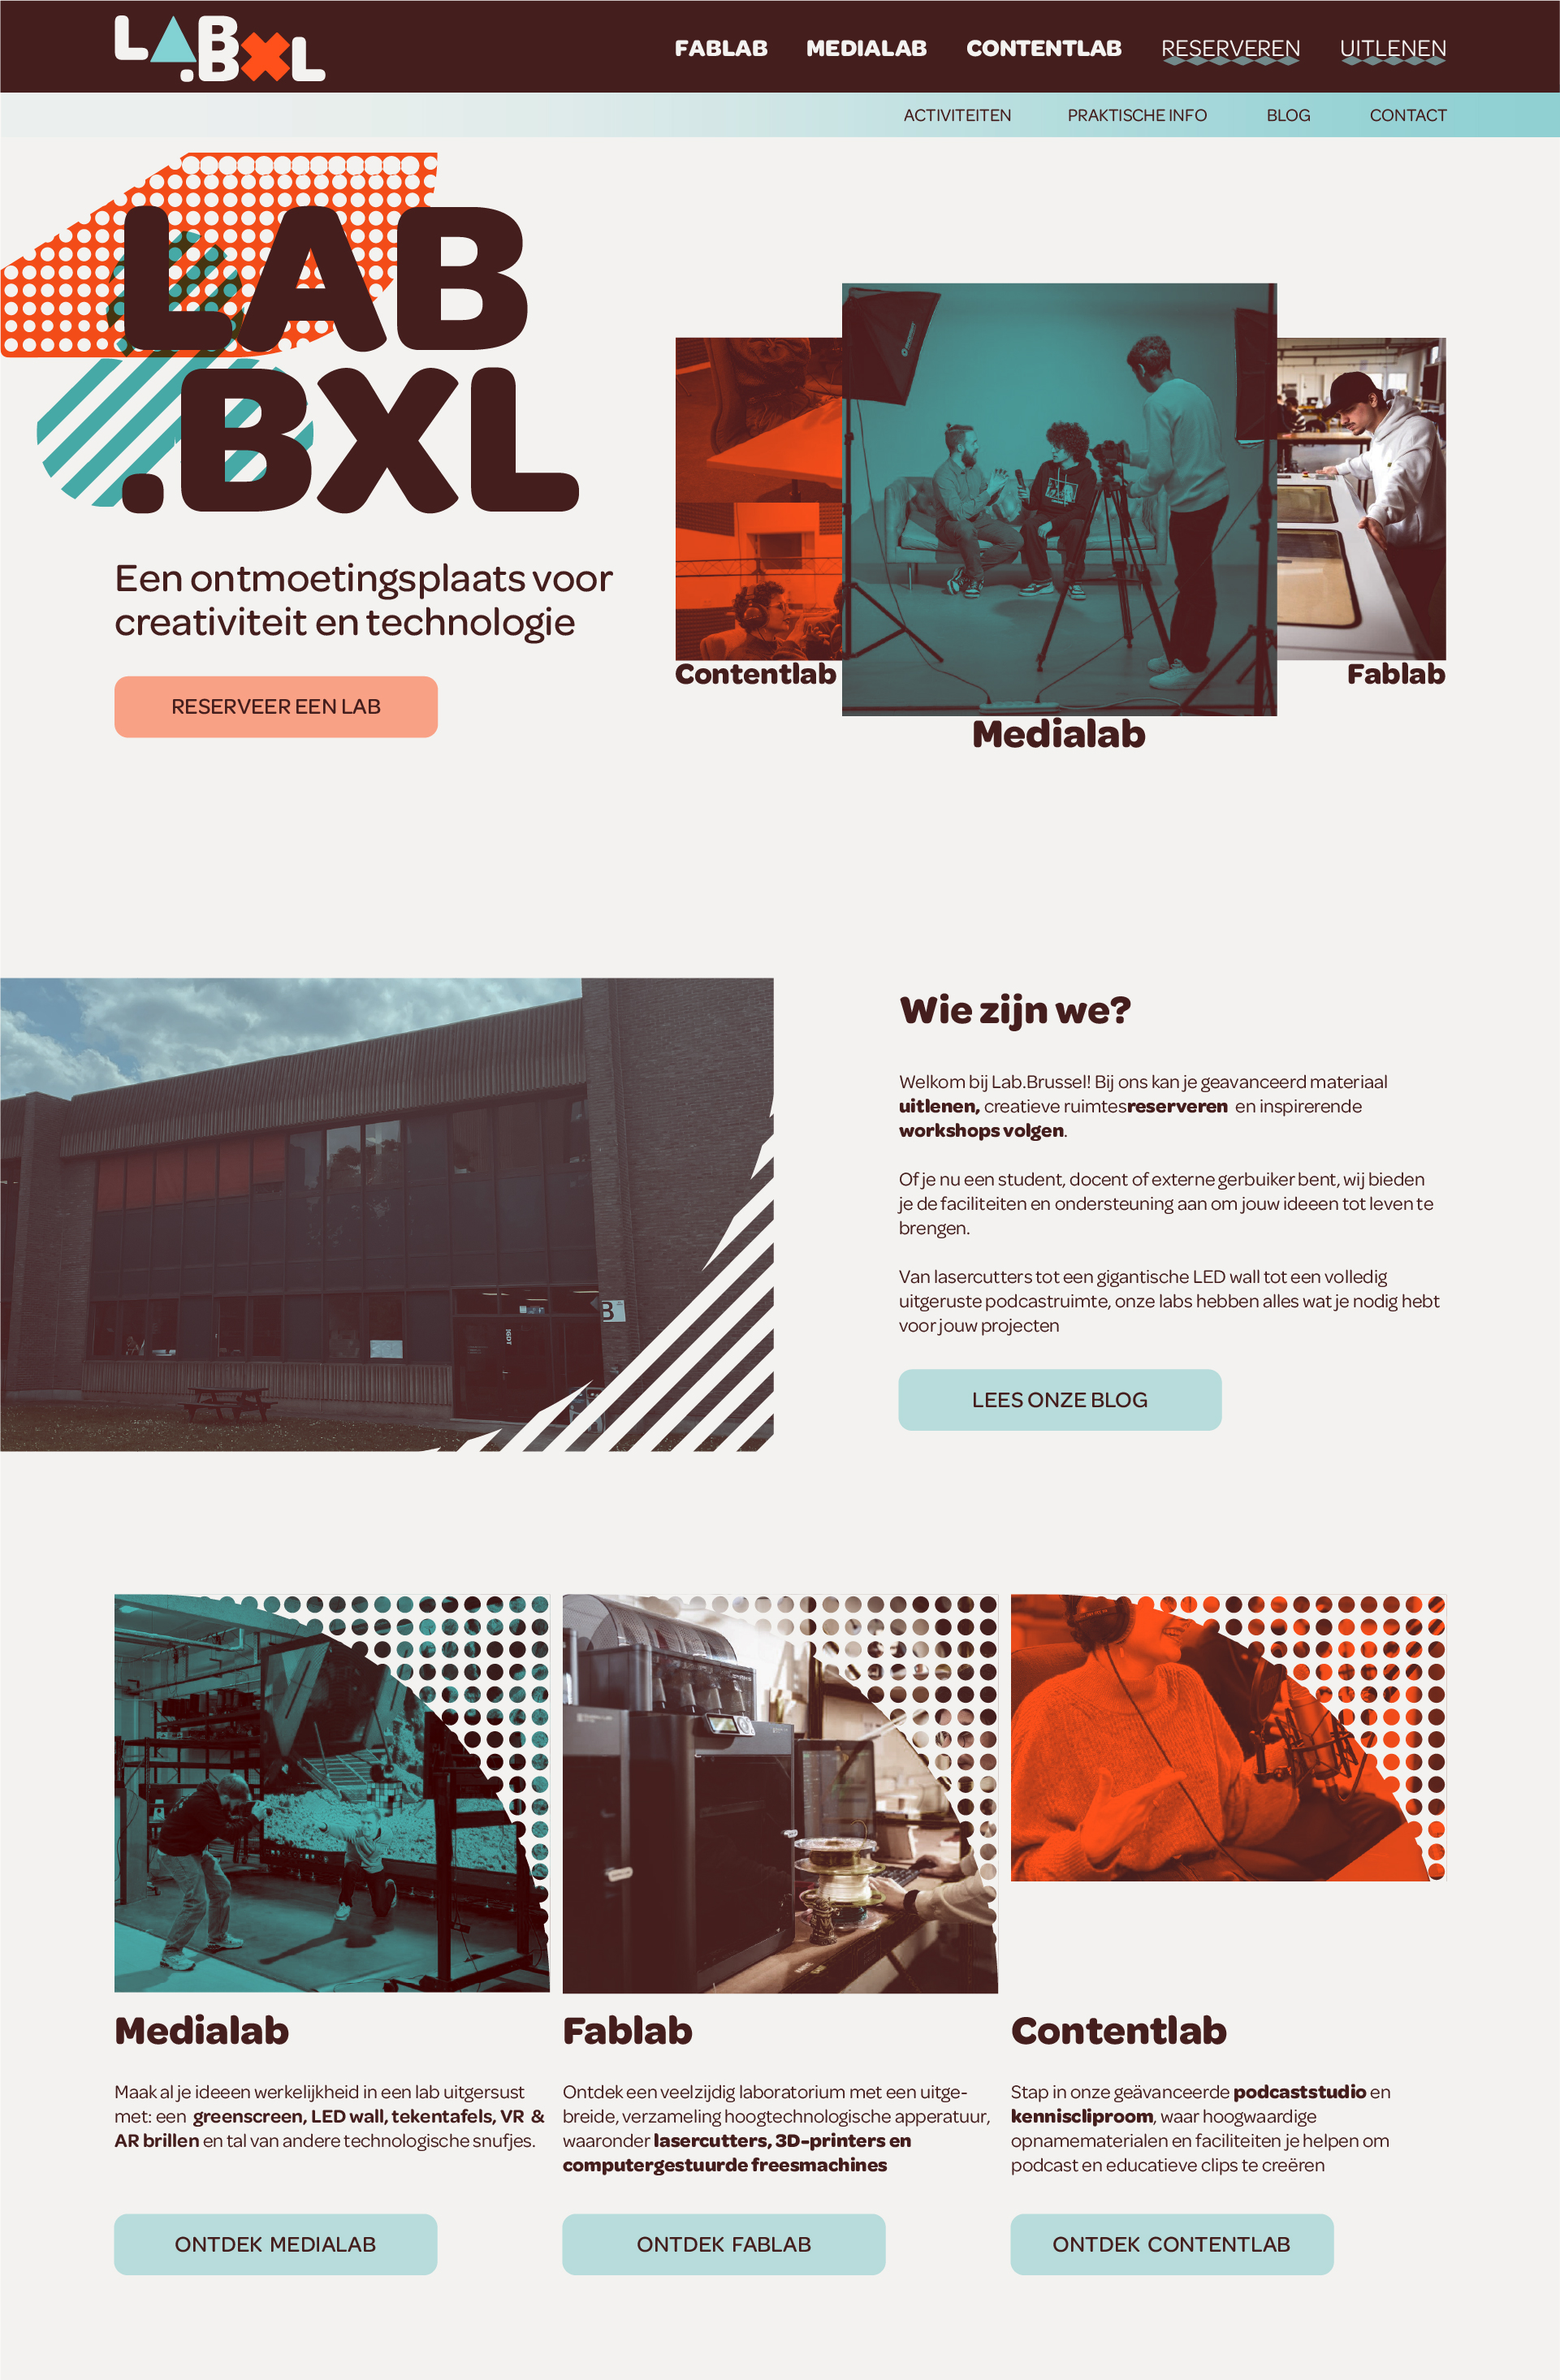 LAB
.BXL
FABLAB MEDIALAB CONTENTLAB RESERVEREN UITLENEN
ACTIVITEITEN PRAKTISCHE INFO BLOG CONTACT
LAB
.BXL
Een ontmoetingsplaats voor
creativiteit en technologie
RESERVEER EEN LAB
Contentlab
Medialab
Fablab
B
Wie zijn we?
Welkom bij Lab.Brussel! Bij ons kan je geavanceerd materiaal
uitlenen, creatieve ruimtesreserveren en inspirerende
workshops volgen.
Of je nu een student, docent of externe gerbuiker bent, wij bieden
je de faciliteiten en ondersteuning aan om jouw ideeen tot leven te
brengen.
Van lasercutters tot een gigantische LED wall tot een volledig
uitgeruste podcastruimte, onze labs hebben alles wat je nodig hebt
voor jouw projecten
LEES ONZE BLOG
Medialab
Maak al je ideeen werkelijkheid in een lab uitgersust
met: een greenscreen, LED wall, tekentafels, VR &
AR brillen en tal van andere technologische snufjes.
ONTDEK MEDIALAB
Fablab
Ontdek een veelzijdig laboratorium met een uitge-
breide, verzameling hoogtechnologische apperatuur,
waaronder lasercutters, 3D-printers en
computergestuurde freesmachines
ONTDEK FABLAB
Contentlab
Stap in onze geävanceerde podcaststudio en
kenniscliproom, waar hoogwaardige
opnamematerialen en faciliteiten je helpen om
podcast en educatieve clips te creëren
ONTDEK CONTENTLAB